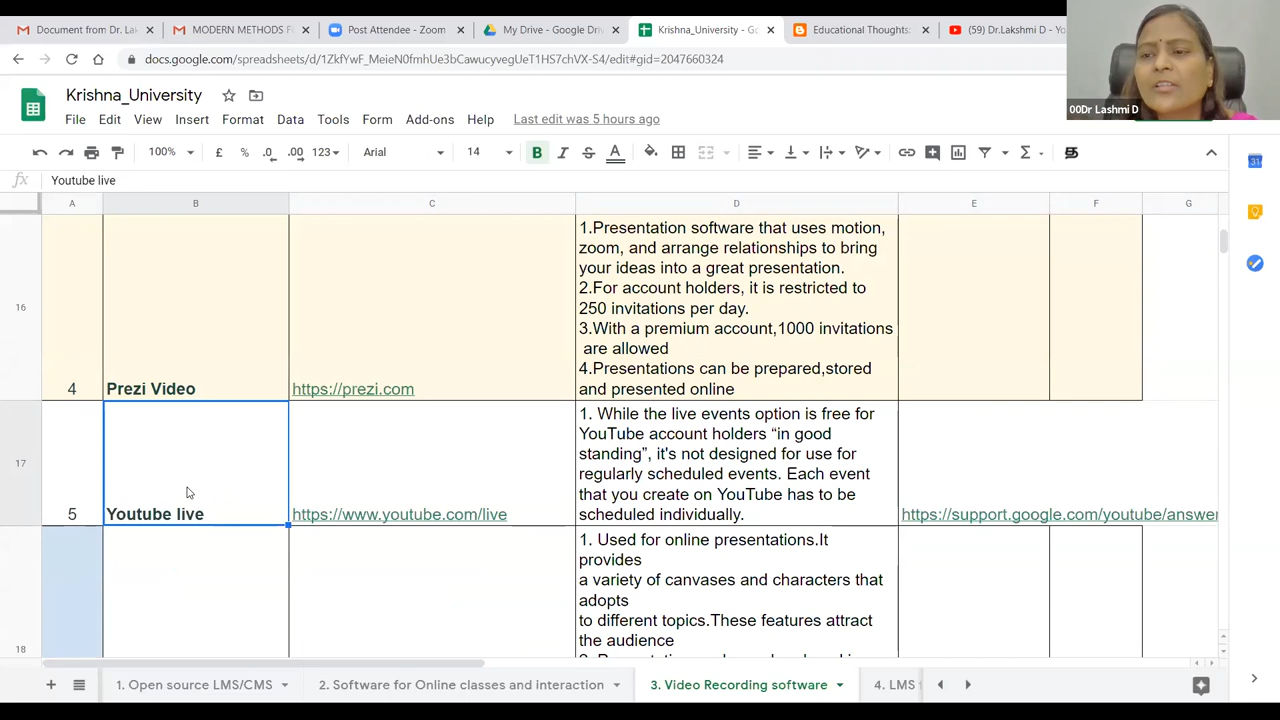 Document from Dr. Lak
MODERN METHODS F
Post Attendee - Zoom
My Drive - Google Driv
Krishna_University - Go
Educational Thoughts:
(59) Dr.Lakshmi D - Yo
docs.google.com/spreadsheets/d/1ZkfYwF_MeieN0fmhUe3bCawucyvegUeT1HS7chVX-S4/edit#gid=2047660324
00Dr Lashmi D
Krishna_University
File Edit View Insert Format Data Tools Form Add-ons Help Last edit was 5 hours ago
100% £ % .0 .00 123 Arial 14 B I S A
fx Youtube live
A B C D E F G
16
1.Presentation software that uses motion,
zoom, and arrange relationships to bring
your ideas into a great presentation.
2.For account holders, it is restricted to
250 invitations per day.
3.With a premium account,1000 invitations
are allowed
4.Presentations can be prepared,stored
and presented online
4 Prezi Video https://prezi.com
17
1. While the live events option is free for
YouTube account holders “in good
standing”, it's not designed for use for
regularly scheduled events. Each event
that you create on YouTube has to be
scheduled individually.
5 Youtube live https://www.youtube.com/live
https://support.google.com/youtube/answer
18
1. Used for online presentations.It
provides
a variety of canvases and characters that
adopts
to different topics.These features attract
the audience
1. Open source LMS/CMS
2. Software for Online classes and interaction
3. Video Recording software
4. LMS